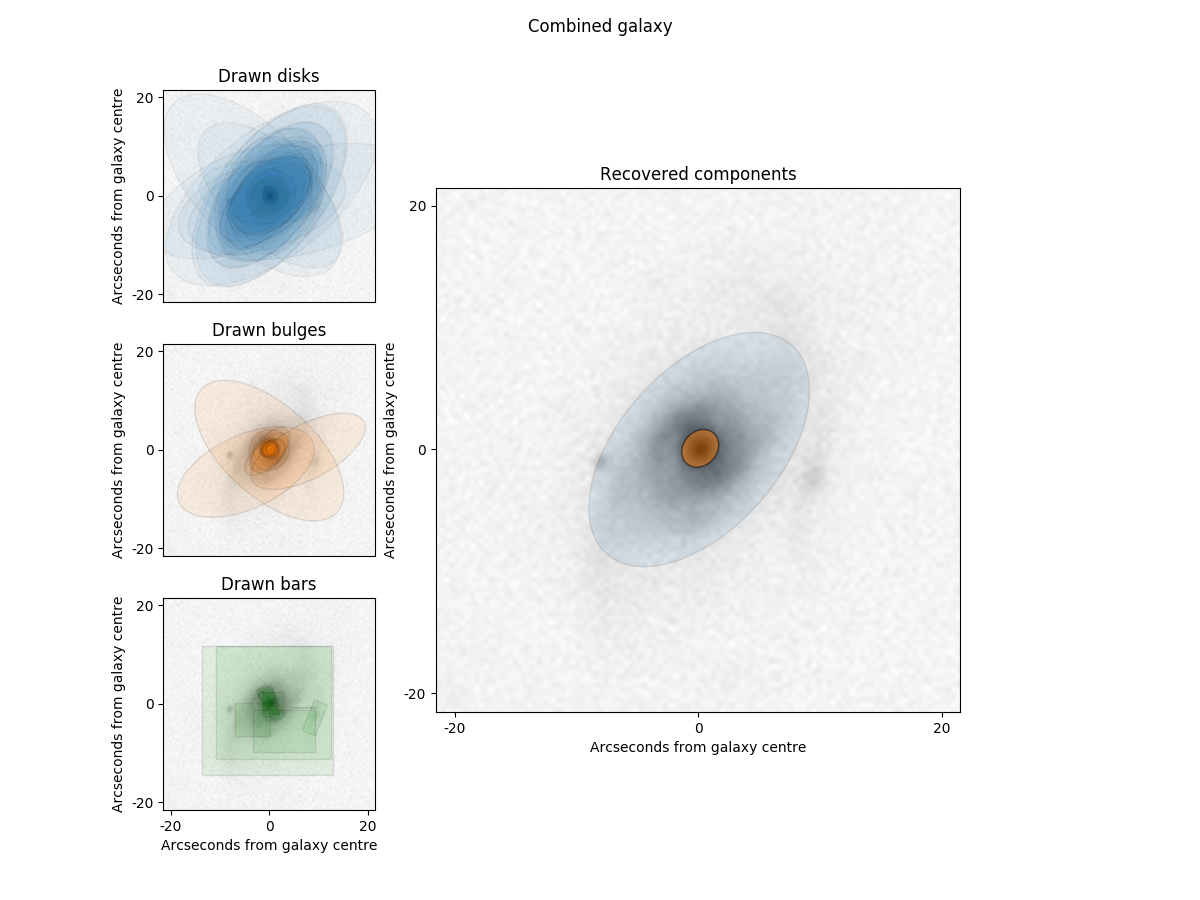 Combined galaxy
Drawn disks
Arcseconds from galaxy centre
20
0
-20
Drawn bulges
Arcseconds from galaxy centre
20
0
-20
Drawn bars
Arcseconds from galaxy centre
20
0
-20
-20 0 20
Arcseconds from galaxy centre
Recovered components
Arcseconds from galaxy centre
20
0
-20
-20 0 20
Arcseconds from galaxy centre